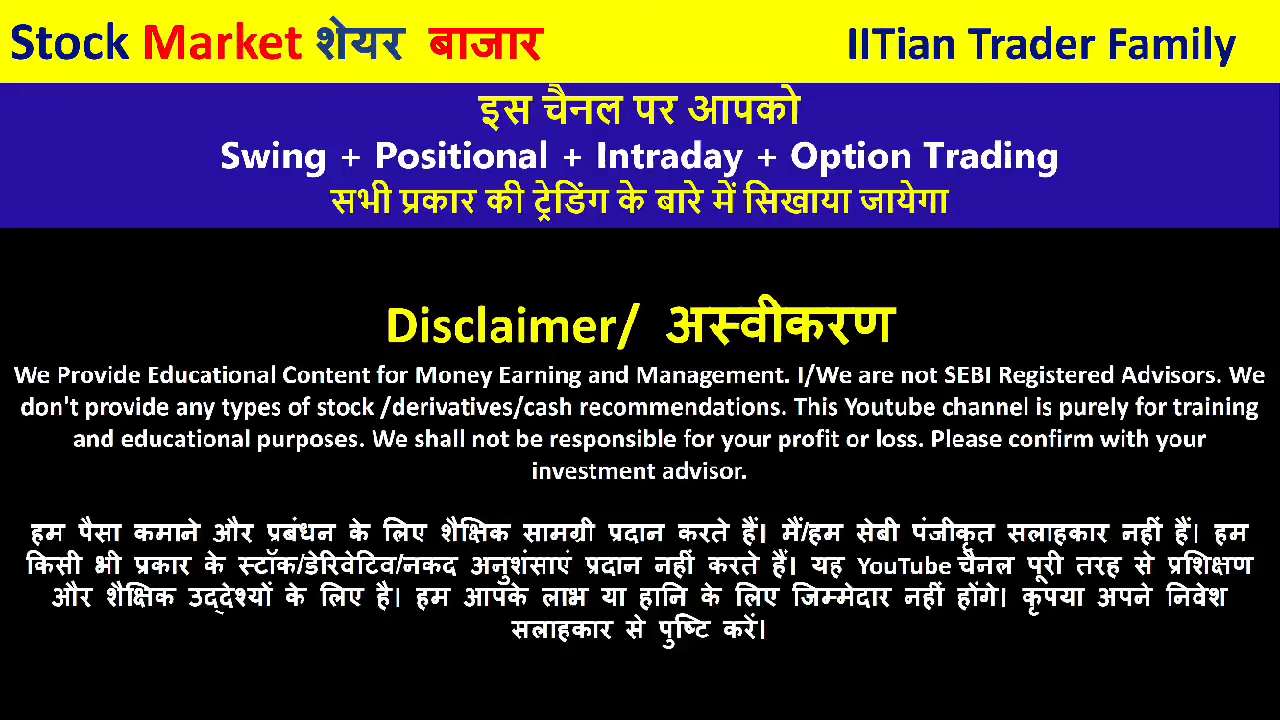 Stock Market शेयर बाजार IITian Trader Family
इस चैनल पर आपको
Swing + Positional + Intraday + Option Trading
सभी प्रकार की ट्रेडिंग के बारे में सिखाया जायेगा
Disclaimer/ अस्वीकरण
We Provide Educational Content for Money Earning and Management. I/We are not SEBI Registered Advisors. We
don't provide any types of stock /derivatives/cash recommendations. This Youtube channel is purely for training
and educational purposes. We shall not be responsible for your profit or loss. Please confirm with your
investment advisor.
हम पैसा कमाने और प्रबंधन के लिए शैक्षिक सामग्री प्रदान करते हैं। मैं/हम सेबी पंजीकृत सलाहकार नहीं हैं। हम
किसी भी प्रकार के स्टॉक/डेरिवेटिव/नकद अनुशंसाएं प्रदान नहीं करते हैं। यह YouTube चैनल पूरी तरह से प्रशिक्षण
और शैक्षिक उद्देश्यों के लिए है। हम आपके लाभ या हानि के लिए जिम्मेदार नहीं होंगे। कृपया अपने निवेश
सलाहकार से पुष्टि करें।